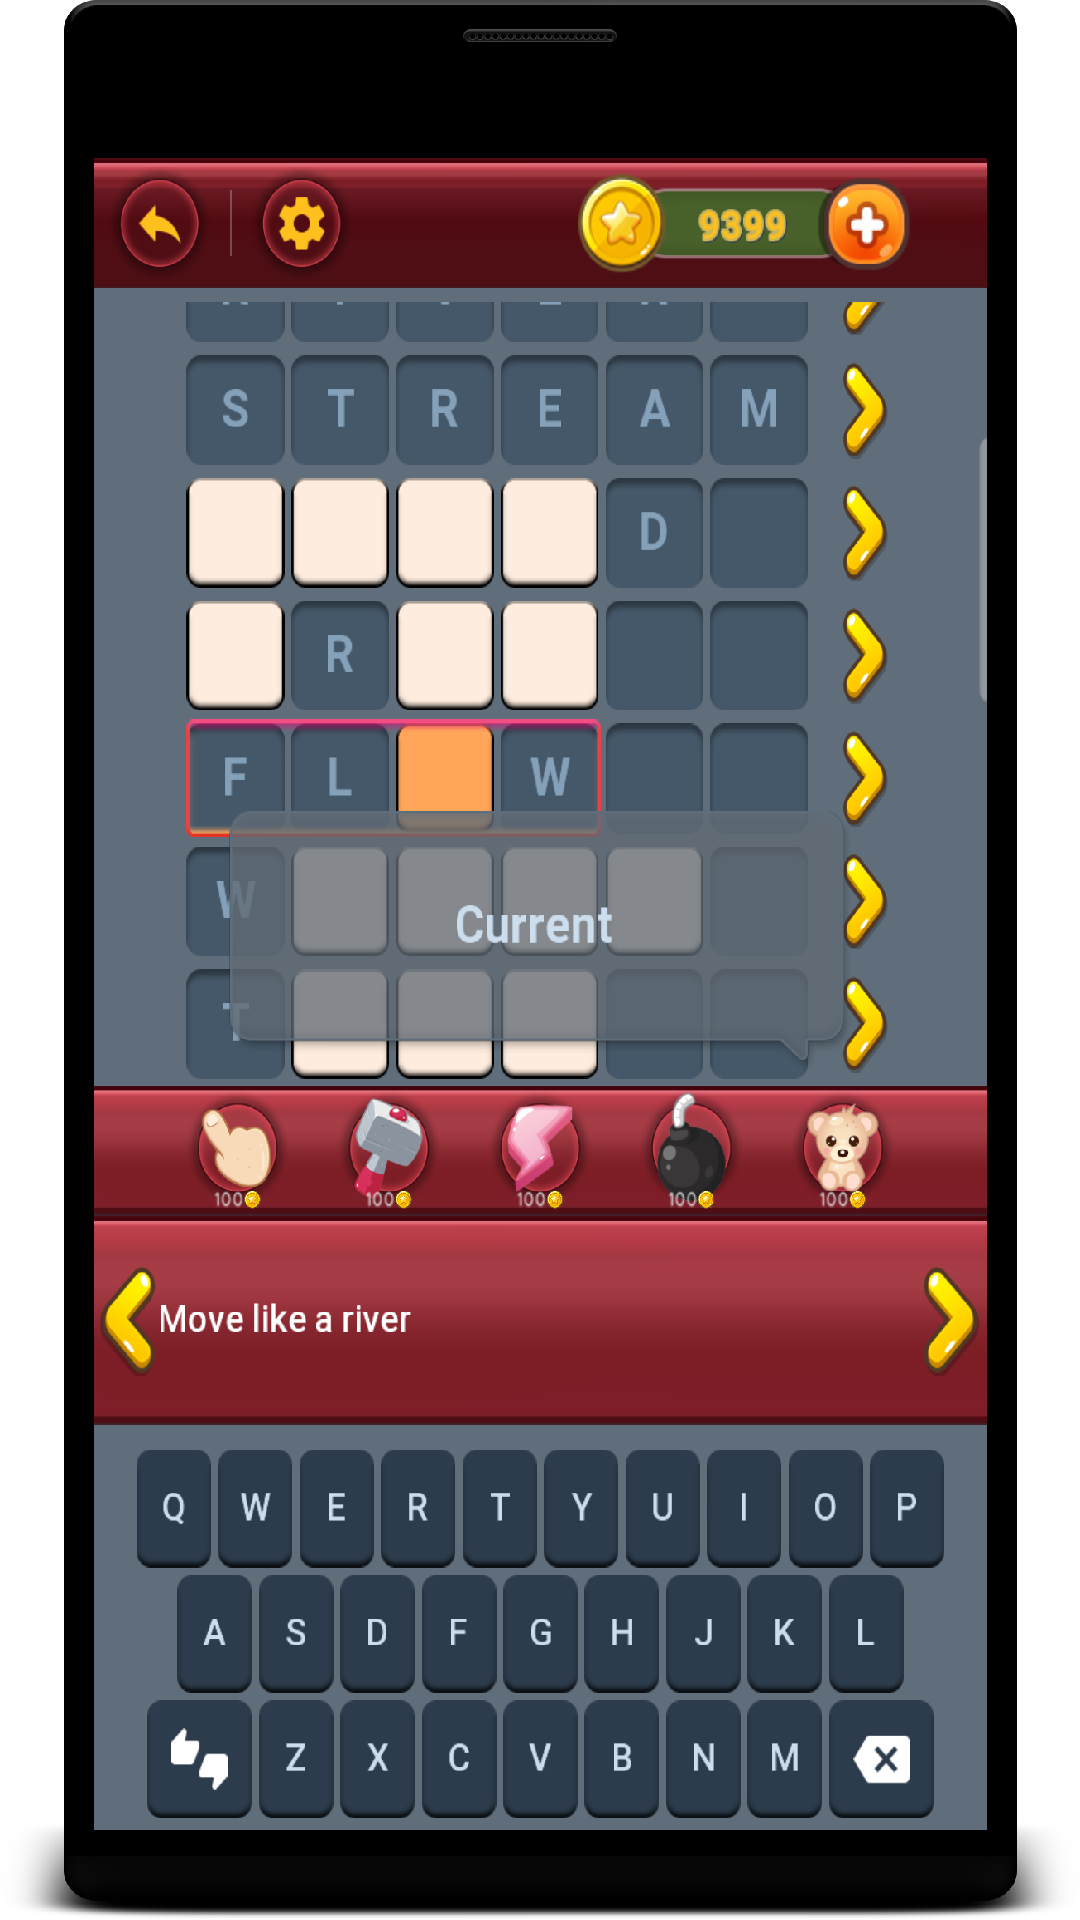 9399
S T R E A M
D
R
F L W
W
Current
T
100 100 100 100 100
Move like a river
Q W E R T Y U I O P
A S D F G H J K L
Z X C V B N M